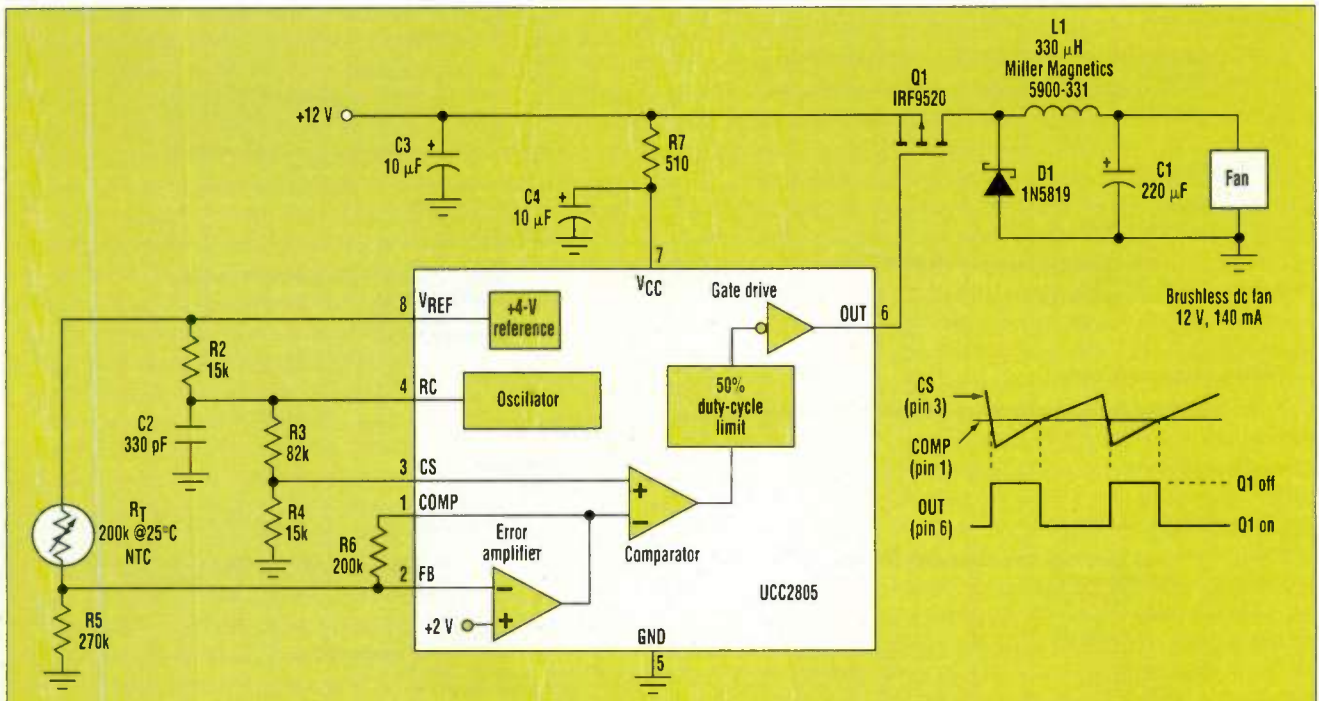 L1
330 µH
Miller Magnetics
5900-331
Q1
IRF9520
+12 V
C3
10 µF
+
R7
510
C4
10 µF
+
D1
1N5819
+
C1
220 µF
Fan
7
VCC
Gate drive
8
VREF
+4-V
reference
OUT
6
Brushless dc fan
12 V, 140 mA
R2
15k
4
RC
Oscillator
50%
duty-cycle
limit
C2
330 pF
R3
82k
3
CS
CS
(pin 3)
COMP
(pin 1)
OUT
(pin 6)
Q1 off
Q1 on
1
COMP
+
−
RT
200k @25°C
NTC
R4
15k
R6
200k
Error
amplifier
Comparator
2
FB
−
+
+2 V
UCC2805
R5
270k
GND
5